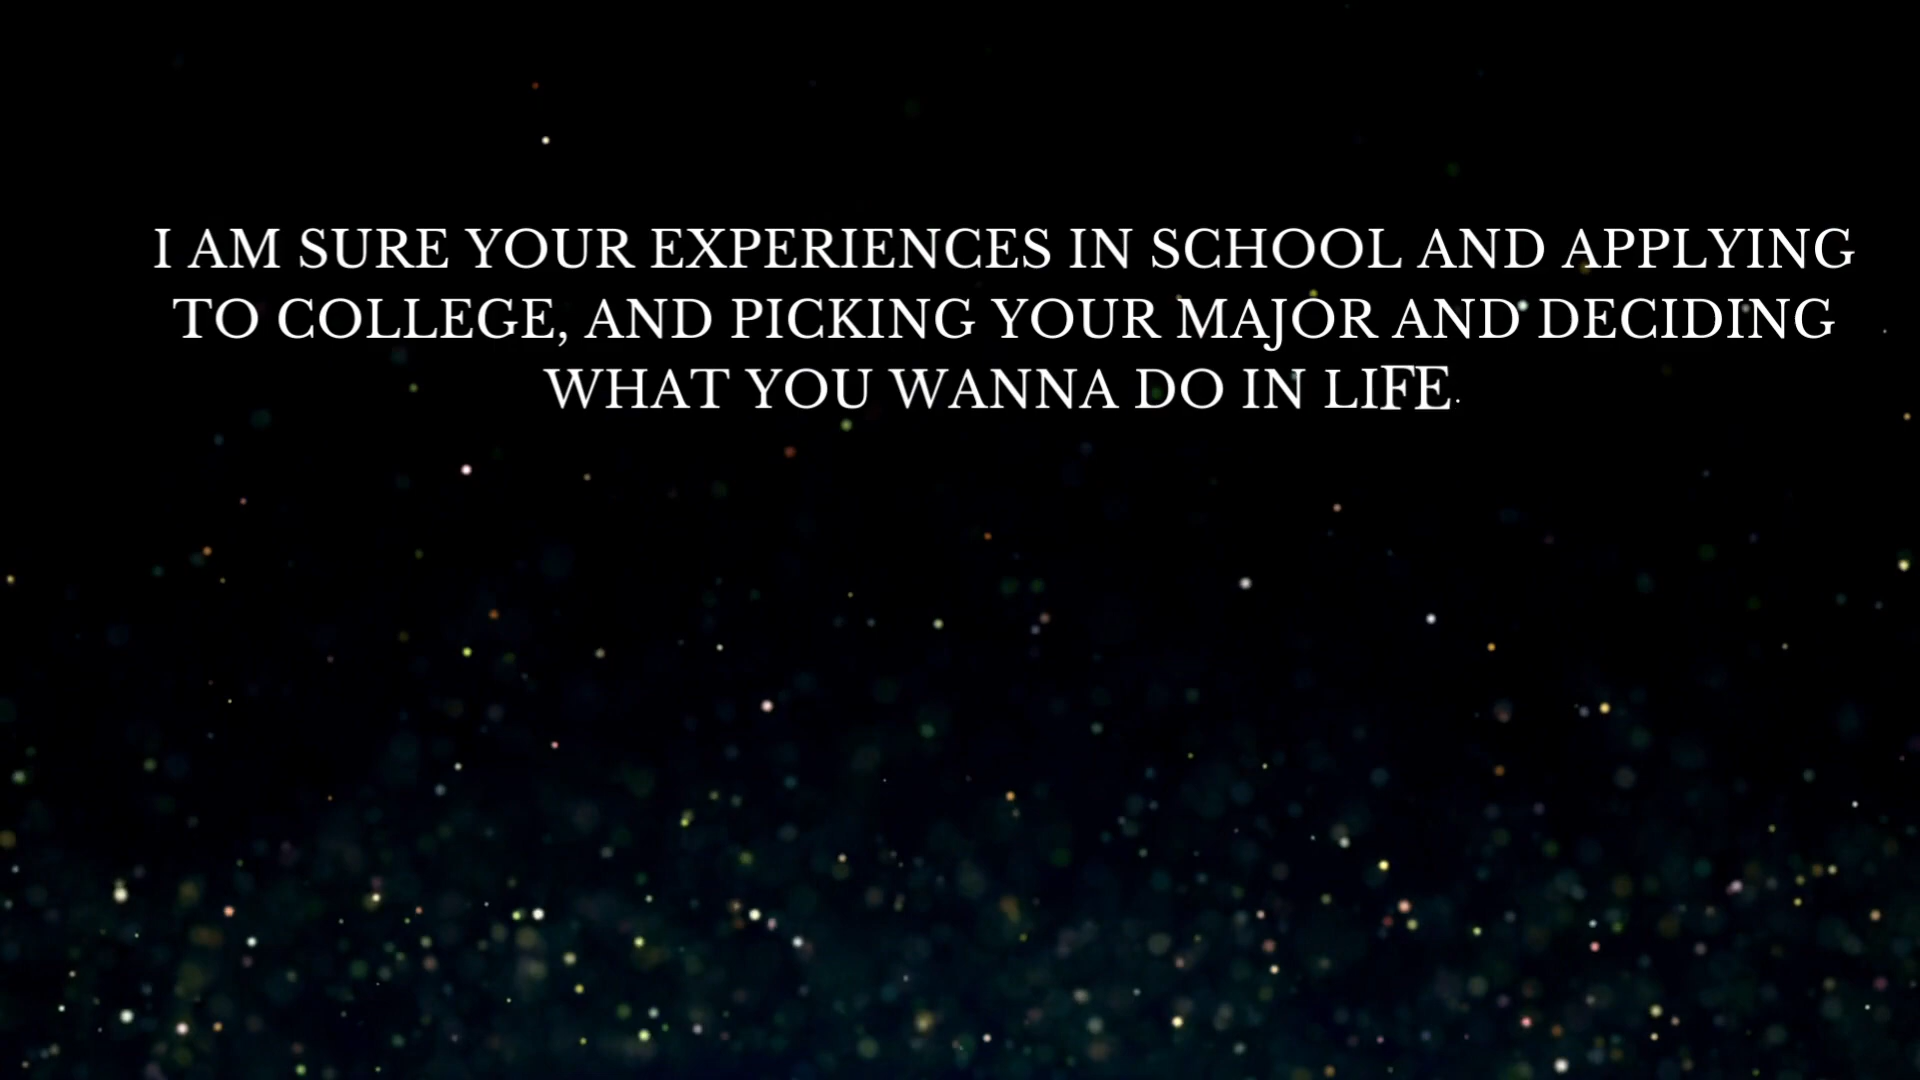 I AM SURE YOUR EXPERIENCES IN SCHOOL AND APPLYING
TO COLLEGE, AND PICKING YOUR MAJOR AND DECIDING
WHAT YOU WANNA DO IN LIFE.